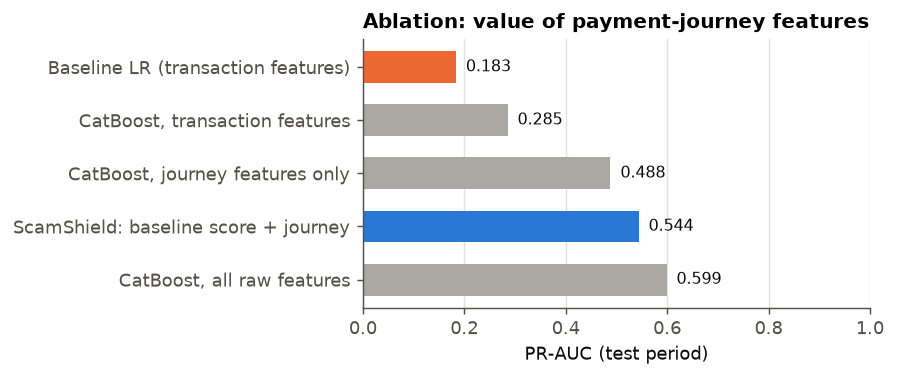 Ablation: value of payment-journey features
Baseline LR (transaction features)
0.183
CatBoost, transaction features
0.285
CatBoost, journey features only
0.488
ScamShield: baseline score + journey
0.544
CatBoost, all raw features
0.599
0.0 0.2 0.4 0.6 0.8 1.0
PR-AUC (test period)